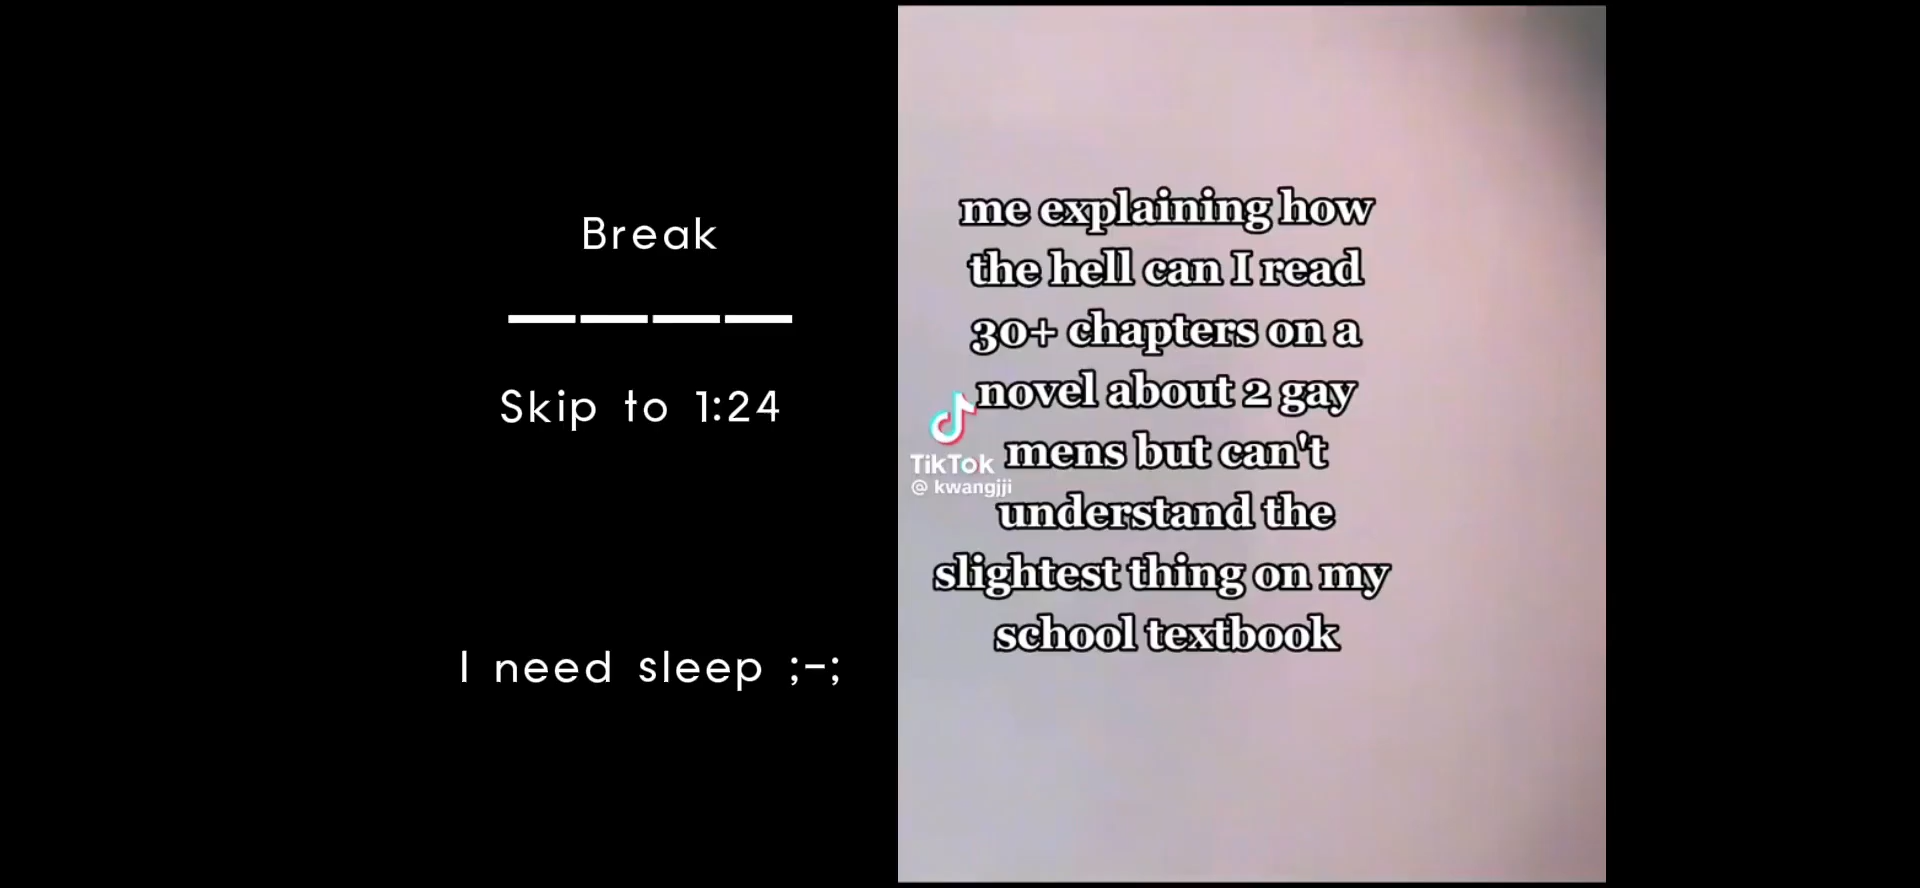 Break
Skip to 1:24
I need sleep ;-;
me explaining how
the hell can I read
30+ chapters on a
novel about 2 gay
mens but can't
understand the
slightest thing on my
school textbook
TikTok
@ kwangjji